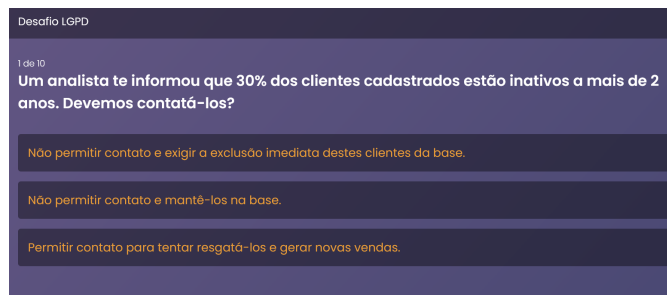 Desafio LGPD
1 de 10
Um analista te informou que 30% dos clientes cadastrados estão inativos a mais de 2
anos. Devemos contatá-los?
Não permitir contato e exigir a exclusão imediata destes clientes da base.
Não permitir contato e mantê-los na base.
Permitir contato para tentar resgatá-los e gerar novas vendas.